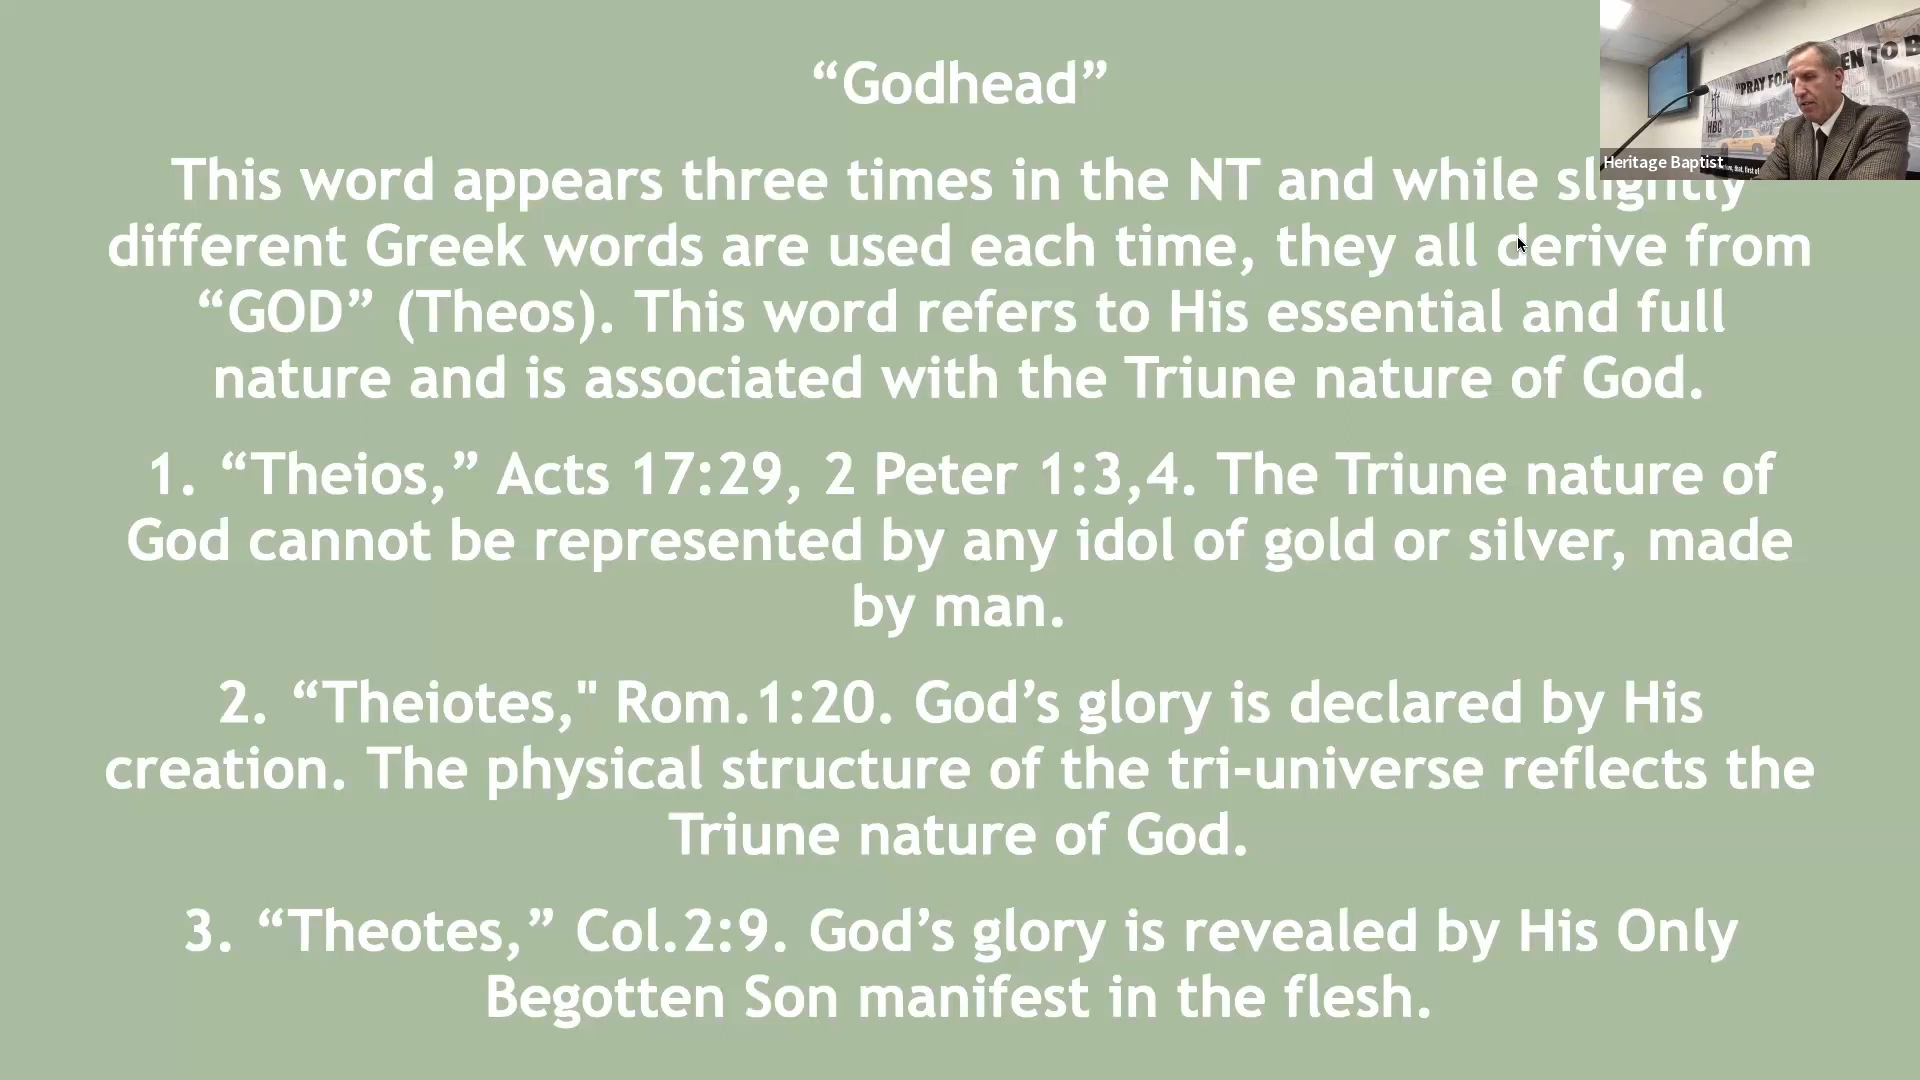 “Godhead”
This word appears three times in the NT and while slightly
different Greek words are used each time, they all derive from
“GOD” (Theos). This word refers to His essential and full
nature and is associated with the Triune nature of God.
1. “Theios,” Acts 17:29, 2 Peter 1:3,4. The Triune nature of
God cannot be represented by any idol of gold or silver, made
by man.
2. “Theiotes," Rom.1:20. God’s glory is declared by His
creation. The physical structure of the tri-universe reflects the
Triune nature of God.
3. “Theotes,” Col.2:9. God’s glory is revealed by His Only
Begotten Son manifest in the flesh.
"PRAY FOR
EN TO B
HBC
Heritage Baptist